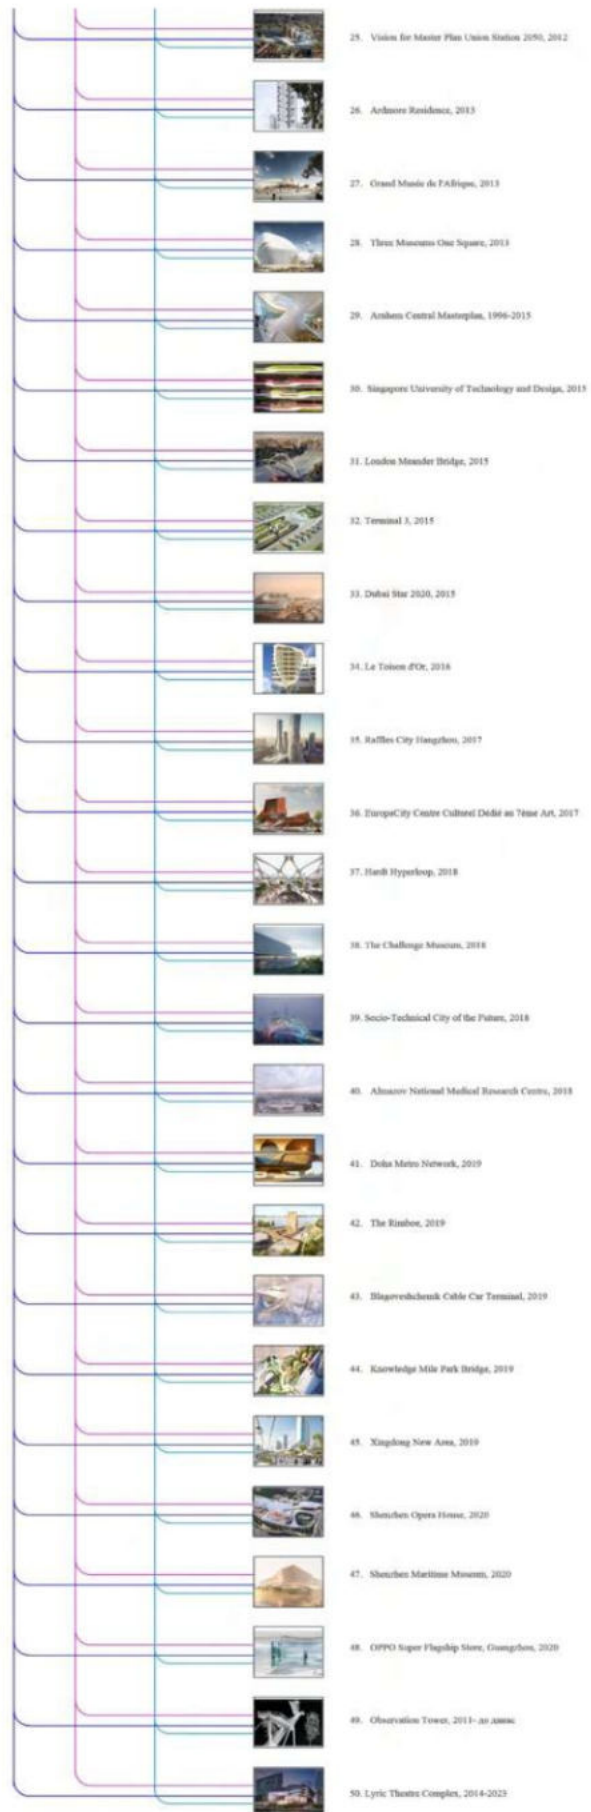 25. Vision for Master Plan Union Station 2050, 2012
26. Ardmore Residence, 2013
27. Grand Musée de l'Afrique, 2013
28. Three Museums One Square, 2013
29. Arnhem Central Masterplan, 1996-2015
30. Singapore University of Technology and Design, 2015
31. London Meander Bridge, 2015
32. Terminal 3, 2015
33. Dubai Star 2020, 2015
34. Le Toison d'Or, 2016
35. Raffles City Hangzhou, 2017
36. EuropaCity Centre Culturel Dédié au 7ème Art, 2017
37. Hardt Hyperloop, 2018
38. The Challenge Museum, 2018
39. Socio-Technical City of the Future, 2018
40. Almazov National Medical Research Centre, 2018
41. Doha Metro Network, 2019
42. The Rimbox, 2019
43. Blagoveshchensk Cable Car Terminal, 2019
44. Knowledge Mile Park Bridge, 2019
45. Xingdong New Area, 2019
46. Shenzhen Opera House, 2020
47. Shenzhen Maritime Museum, 2020
48. OPPO Super Flagship Store, Guangzhou, 2020
49. Observation Tower, 2011- до данас
50. Lyric Theatre Complex, 2014-2023